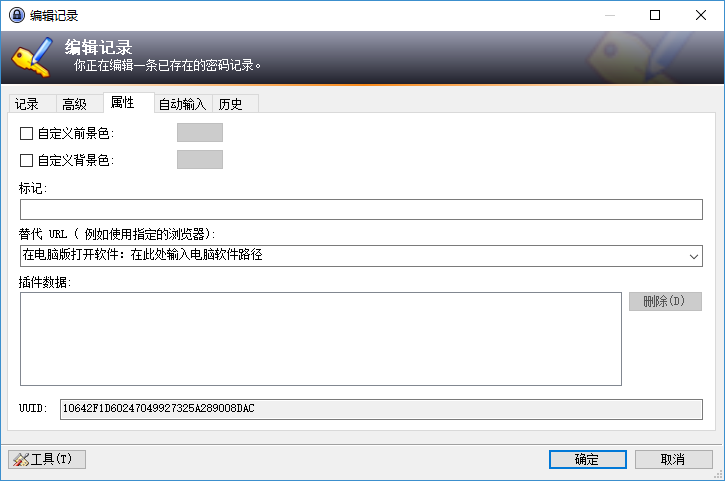 编辑记录
编辑记录
你正在编辑一条已存在的密码记录。
记录 高级 属性 自动输入 历史
自定义前景色:
自定义背景色:
标记:
替代 URL ( 例如使用指定的浏览器):
在电脑版打开软件：在此处输入电脑软件路径
插件数据:
删除(D)
UUID: 10642F1D60247049927325A289008DAC
工具(T) 确定 取消